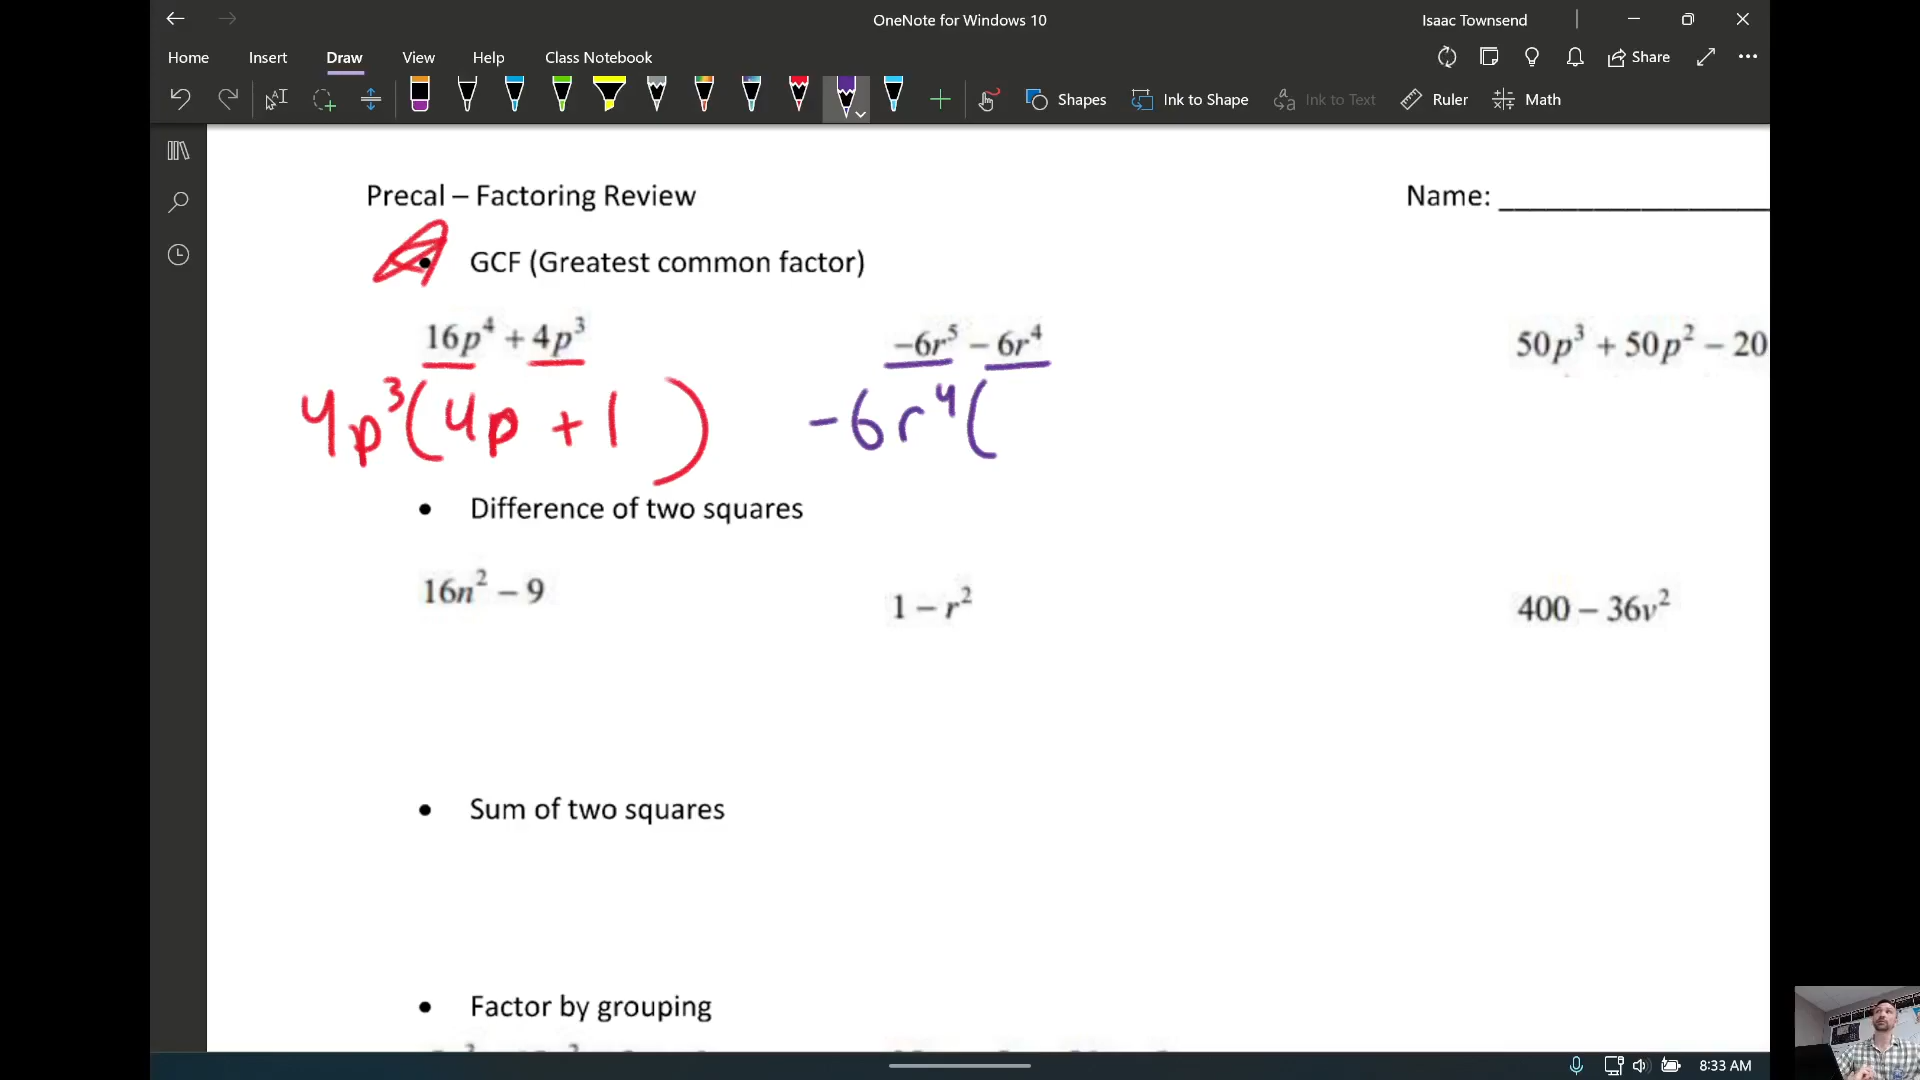 OneNote for Windows 10
Isaac Townsend
Home Insert Draw View Help Class Notebook
Share
Shapes Ink to Shape Ink to Text Ruler Math
Precal – Factoring Review
Name: ___________________
• GCF (Greatest common factor)
16p⁴ + 4p³
-6r⁵ – 6r⁴
50p³ + 50p² – 20
4p³(4p + 1)
-6r⁴(
• Difference of two squares
16n² – 9
1 – r²
400 – 36v²
• Sum of two squares
• Factor by grouping
8:33 AM